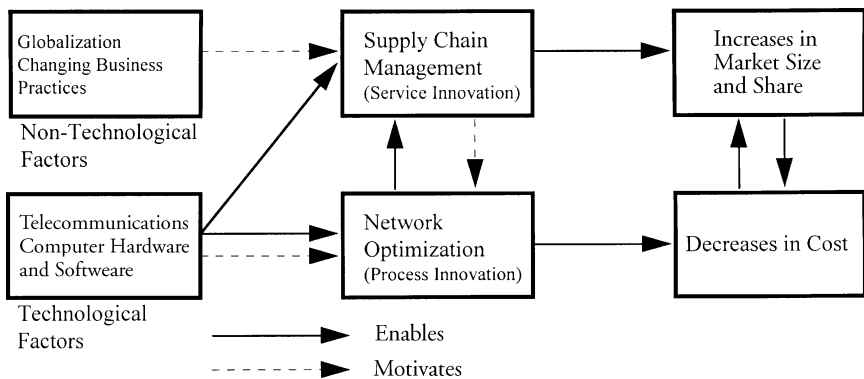 Globalization
Changing Business
Practices
Non-Technological
Factors
Supply Chain
Management
(Service Innovation)
Increases in
Market Size
and Share
Telecommunications
Computer Hardware
and Softweare
Technological
Factors
Network
Optimization
(Process Innovation)
Decreases in Cost
Enables
Motivates